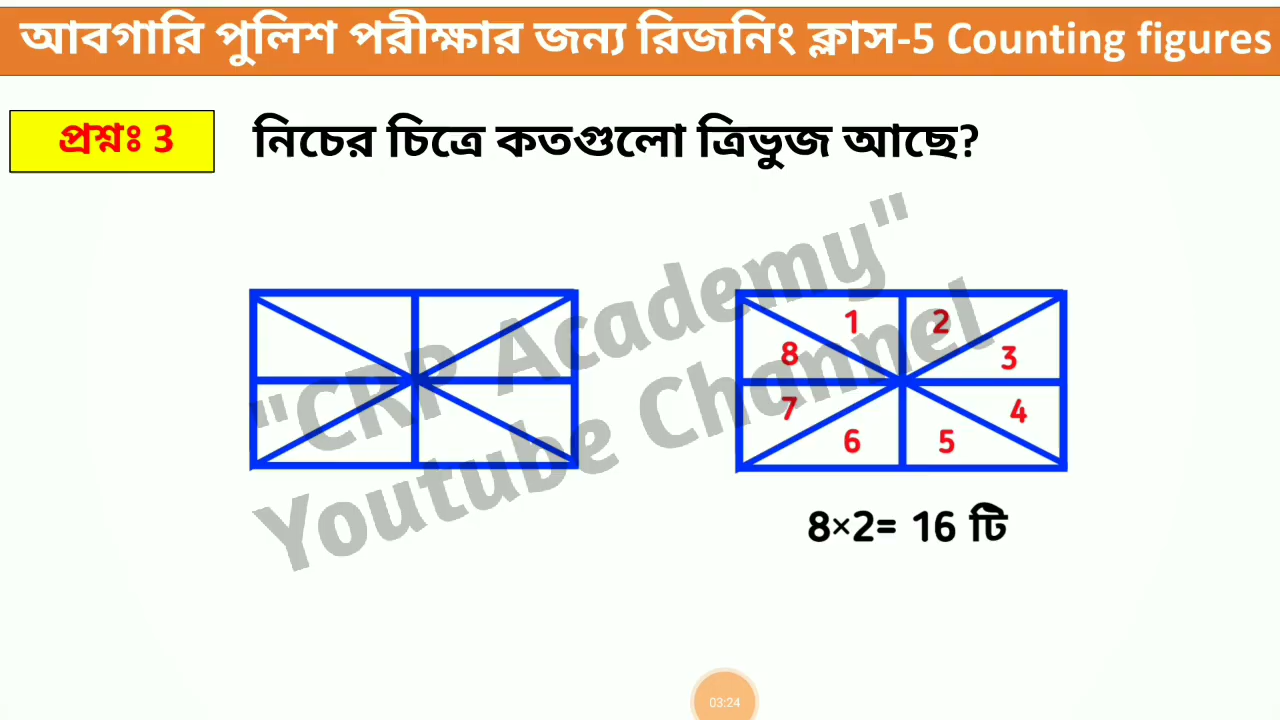 আবগারি পুলিশ পরীক্ষার জন্য রিজনিং ক্লাস-5 Counting figures
প্রশ্নঃ 3
নিচের চিত্রে কতগুলো ত্রিভুজ আছে?
"CRP Academy"
Youtube Channel
1 2
8 3
7 4
6 5
8×2= 16 টি
03:24